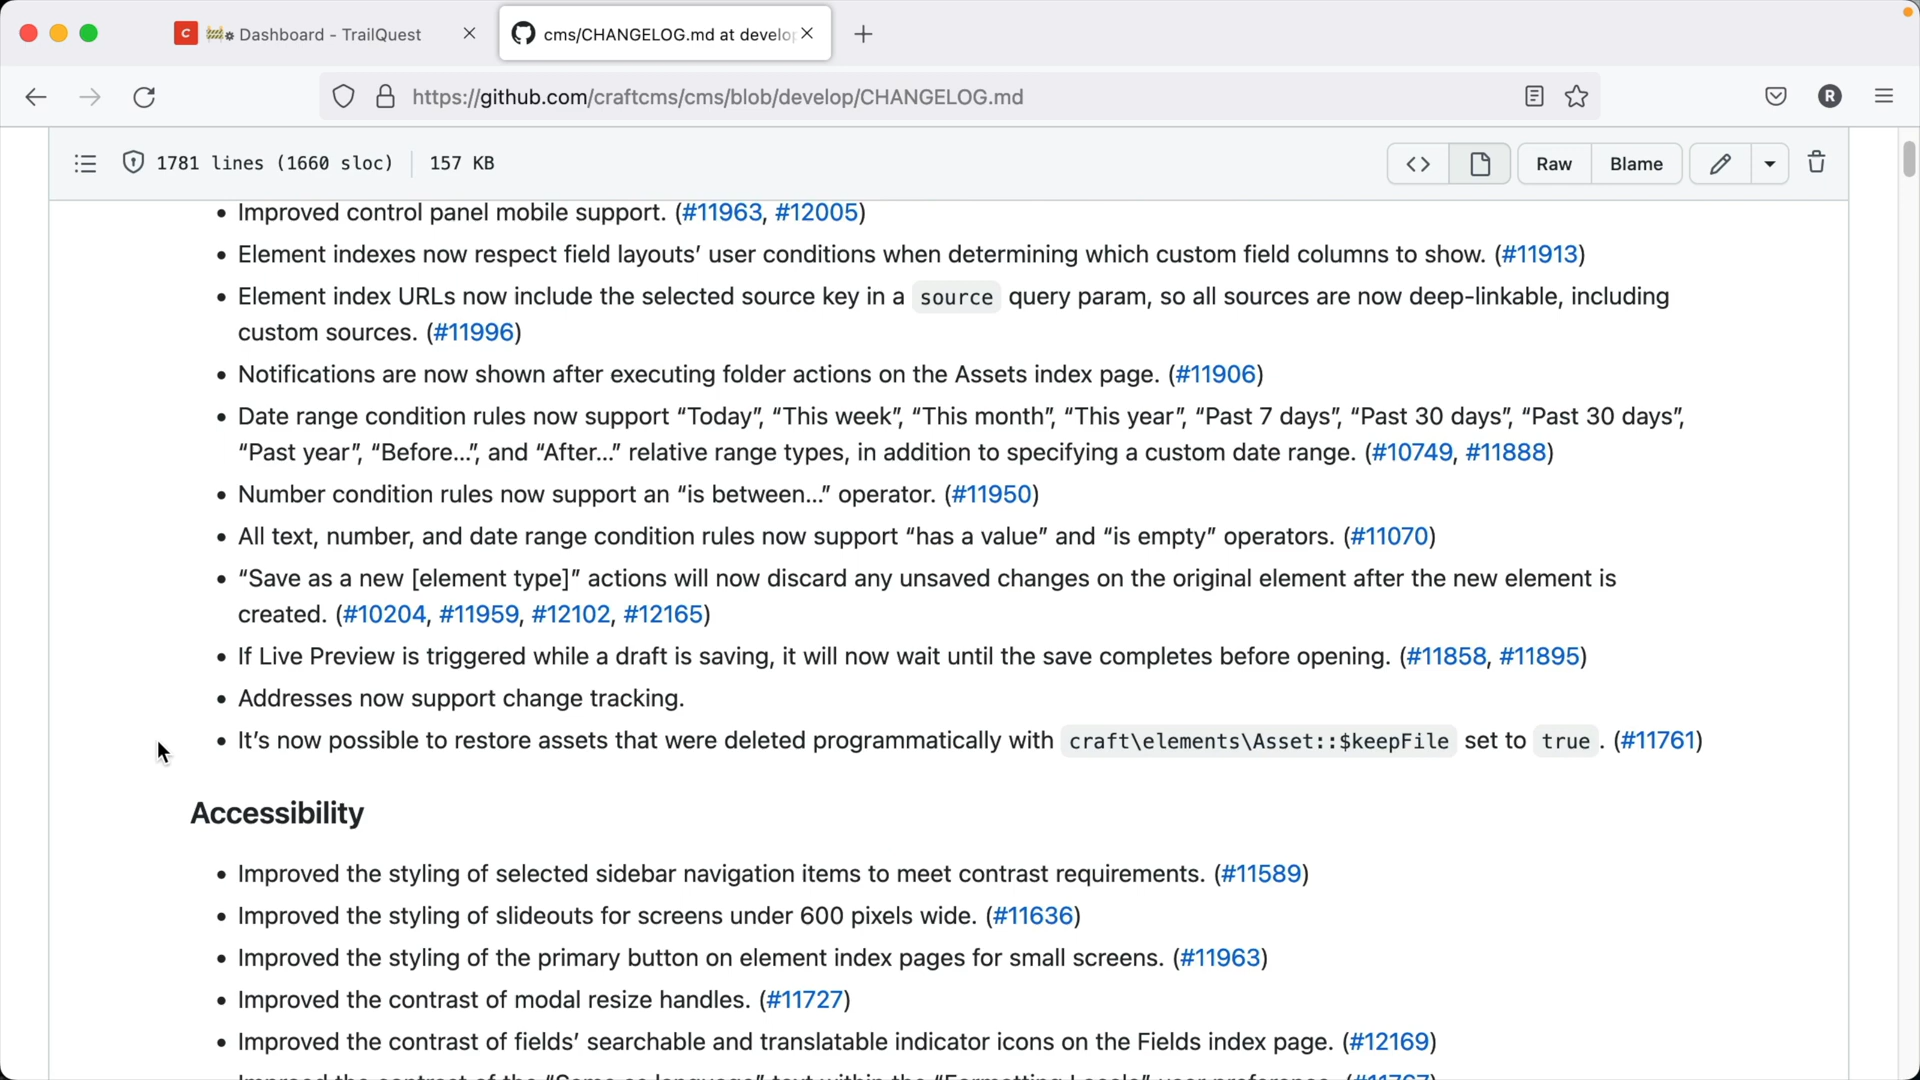 Dashboard - TrailQuest
cms/CHANGELOG.md at develo
https://github.com/craftcms/cms/blob/develop/CHANGELOG.md
R
1781 lines (1660 sloc) 157 KB
Raw Blame
• Improved control panel mobile support. (#11963, #12005)
• Element indexes now respect field layouts’ user conditions when determining which custom field columns to show. (#11913)
• Element index URLs now include the selected source key in a source query param, so all sources are now deep-linkable, including
custom sources. (#11996)
• Notifications are now shown after executing folder actions on the Assets index page. (#11906)
• Date range condition rules now support “Today”, “This week”, “This month”, “This year”, “Past 7 days”, “Past 30 days”, “Past 30 days”,
“Past year”, “Before…”, and “After…” relative range types, in addition to specifying a custom date range. (#10749, #11888)
• Number condition rules now support an “is between…” operator. (#11950)
• All text, number, and date range condition rules now support “has a value” and “is empty” operators. (#11070)
• “Save as a new [element type]” actions will now discard any unsaved changes on the original element after the new element is
created. (#10204, #11959, #12102, #12165)
• If Live Preview is triggered while a draft is saving, it will now wait until the save completes before opening. (#11858, #11895)
• Addresses now support change tracking.
• It’s now possible to restore assets that were deleted programmatically with craft\elements\Asset::$keepFile set to true . (#11761)
Accessibility
• Improved the styling of selected sidebar navigation items to meet contrast requirements. (#11589)
• Improved the styling of slideouts for screens under 600 pixels wide. (#11636)
• Improved the styling of the primary button on element index pages for small screens. (#11963)
• Improved the contrast of modal resize handles. (#11727)
• Improved the contrast of fields’ searchable and translatable indicator icons on the Fields index page. (#12169)